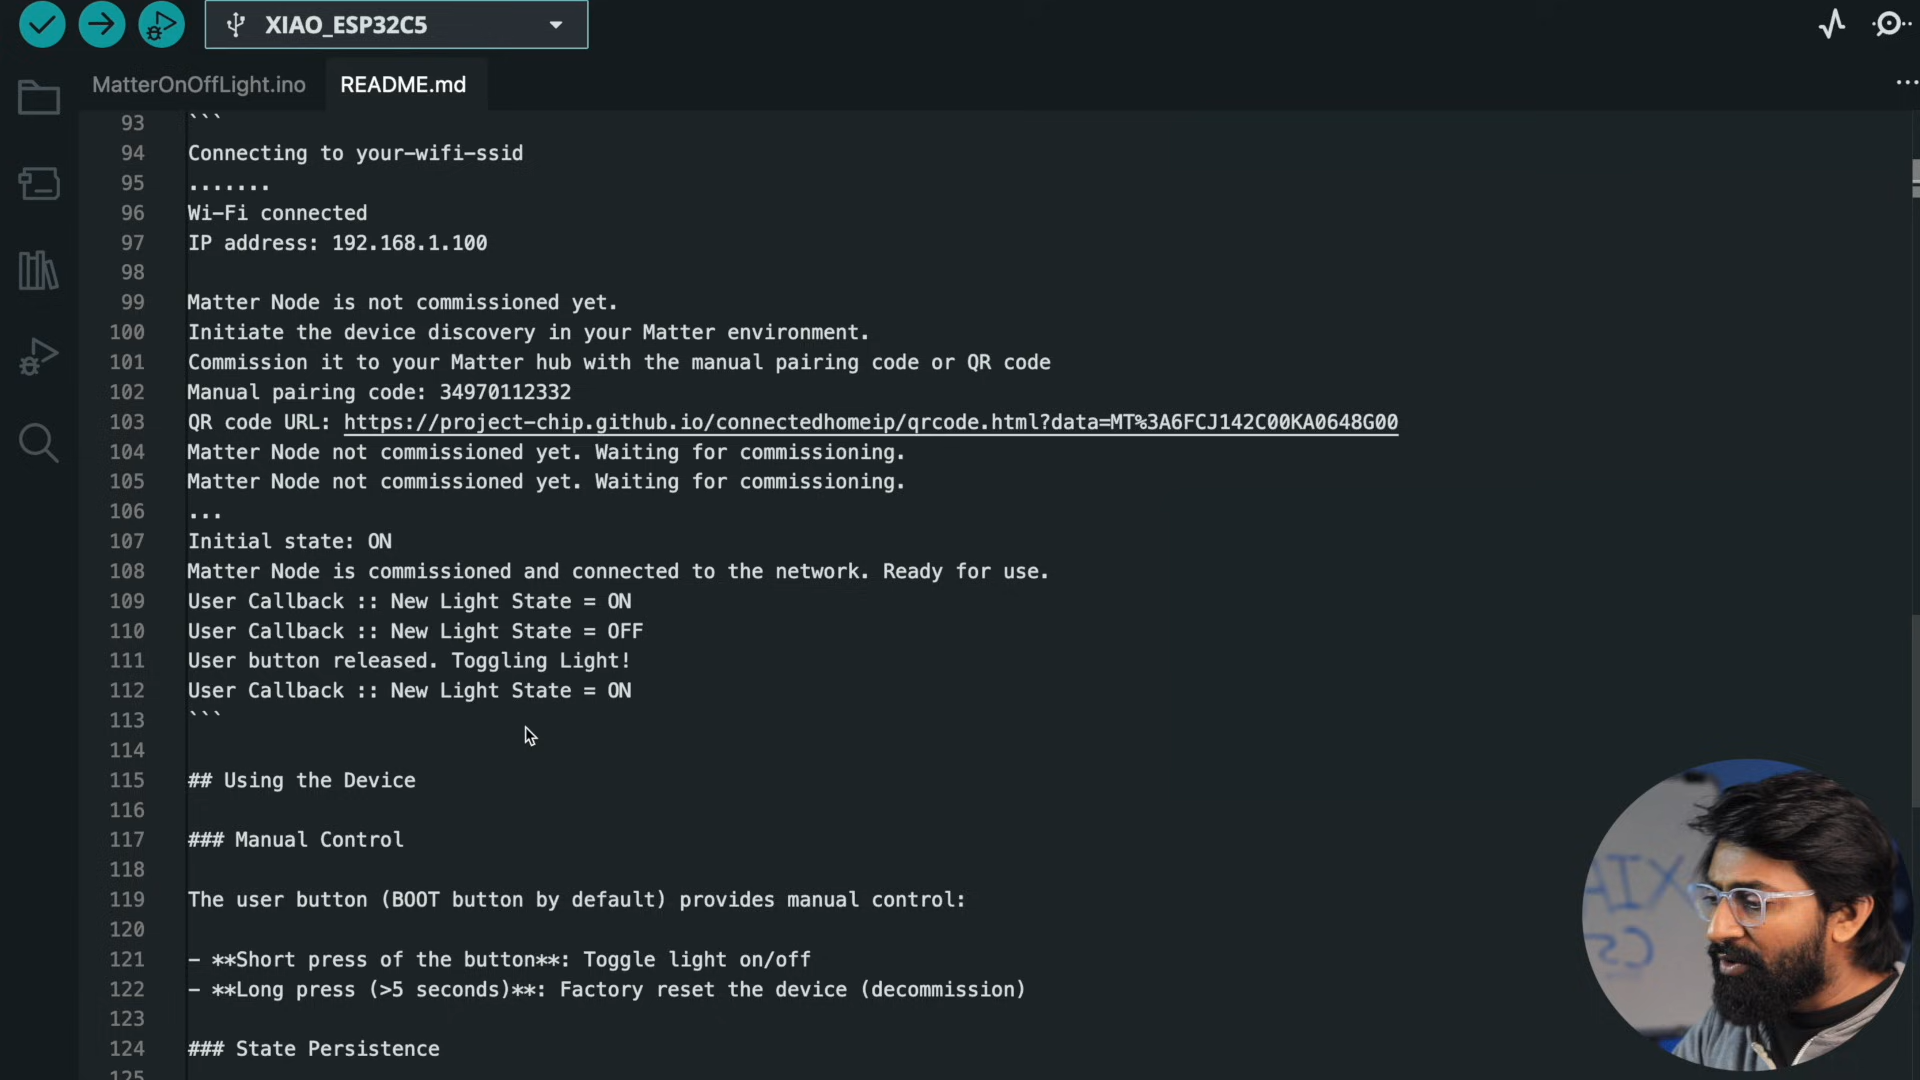 XIAO_ESP32C5
MatterOnOffLight.ino
README.md
93 ```
94 Connecting to your-wifi-ssid
95 .......
96 Wi-Fi connected
97 IP address: 192.168.1.100
98
99 Matter Node is not commissioned yet.
100 Initiate the device discovery in your Matter environment.
101 Commission it to your Matter hub with the manual pairing code or QR code
102 Manual pairing code: 34970112332
103 QR code URL: https://project-chip.github.io/connectedhomeip/qrcode.html?data=MT%3A6FCJ142C00KA0648G00
104 Matter Node not commissioned yet. Waiting for commissioning.
105 Matter Node not commissioned yet. Waiting for commissioning.
106 ...
107 Initial state: ON
108 Matter Node is commissioned and connected to the network. Ready for use.
109 User Callback :: New Light State = ON
110 User Callback :: New Light State = OFF
111 User button released. Toggling Light!
112 User Callback :: New Light State = ON
113 ```
114
115 ## Using the Device
116
117 ### Manual Control
118
119 The user button (BOOT button by default) provides manual control:
120
121 - **Short press of the button**: Toggle light on/off
122 - **Long press (>5 seconds)**: Factory reset the device (decommission)
123
124 ### State Persistence
125
XIA
C5